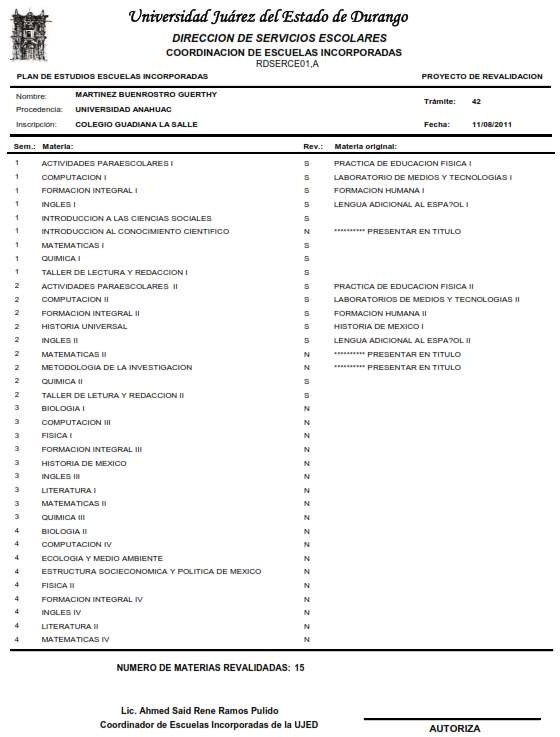 Universidad Juárez del Estado de Durango
DIRECCION DE SERVICIOS ESCOLARES
COORDINACION DE ESCUELAS INCORPORADAS
RDSERCE01,A
PLAN DE ESTUDIOS ESCUELAS INCORPORADAS PROYECTO DE REVALIDACION
Nombre: MARTINEZ BUENROSTRO GUERTHY
Trámite: 42
Procedencia: UNIVERSIDAD ANAHUAC
Inscripción: COLEGIO GUADIANA LA SALLE Fecha: 11/08/2011
Sem.: Materia: Rev.: Materia original:
1 ACTIVIDADES PARAESCOLARES I S PRACTICA DE EDUCACION FISICA I
1 COMPUTACION I S LABORATORIO DE MEDIOS Y TECNOLOGIAS I
1 FORMACION INTEGRAL I S FORMACION HUMANA I
1 INGLES I S LENGUA ADICIONAL AL ESPA?OL I
1 INTRODUCCION A LAS CIENCIAS SOCIALES S
1 INTRODUCCION AL CONOCIMIENTO CIENTIFICO N ********** PRESENTAR EN TITULO
1 MATEMATICAS I S
1 QUIMICA I S
1 TALLER DE LECTURA Y REDACCION I S
2 ACTIVIDADES PARAESCOLARES II S PRACTICA DE EDUCACION FISICA II
2 COMPUTACION II S LABORATORIOS DE MEDIOS Y TECNOLOGIAS II
2 FORMACION INTEGRAL II S FORMACION HUMANA II
2 HISTORIA UNIVERSAL S HISTORIA DE MEXICO I
2 INGLES II S LENGUA ADICIONAL AL ESPA?OL II
2 MATEMATICAS II N ********** PRESENTAR EN TITULO
2 METODOLOGIA DE LA INVESTIGACION N ********** PRESENTAR EN TITULO
2 QUIMICA II S
2 TALLER DE LETURA Y REDACCION II S
3 BIOLOGIA I N
3 COMPUTACION III N
3 FISICA I N
3 FORMACION INTEGRAL III N
3 HISTORIA DE MEXICO N
3 INGLES III N
3 LITERATURA I N
3 MATEMATICAS II N
3 QUIMICA III N
4 BIOLOGIA II N
4 COMPUTACION IV N
4 ECOLOGIA Y MEDIO AMBIENTE N
4 ESTRUCTURA SOCIECONOMICA Y POLITICA DE MEXICO N
4 FISICA II N
4 FORMACION INTEGRAL IV N
4 INGLES IV N
4 LITERATURA II N
4 MATEMATICAS IV N
NUMERO DE MATERIAS REVALIDADAS: 15
Lic. Ahmed Said Rene Ramos Pulido
Coordinador de Escuelas Incorporadas de la UJED
AUTORIZA